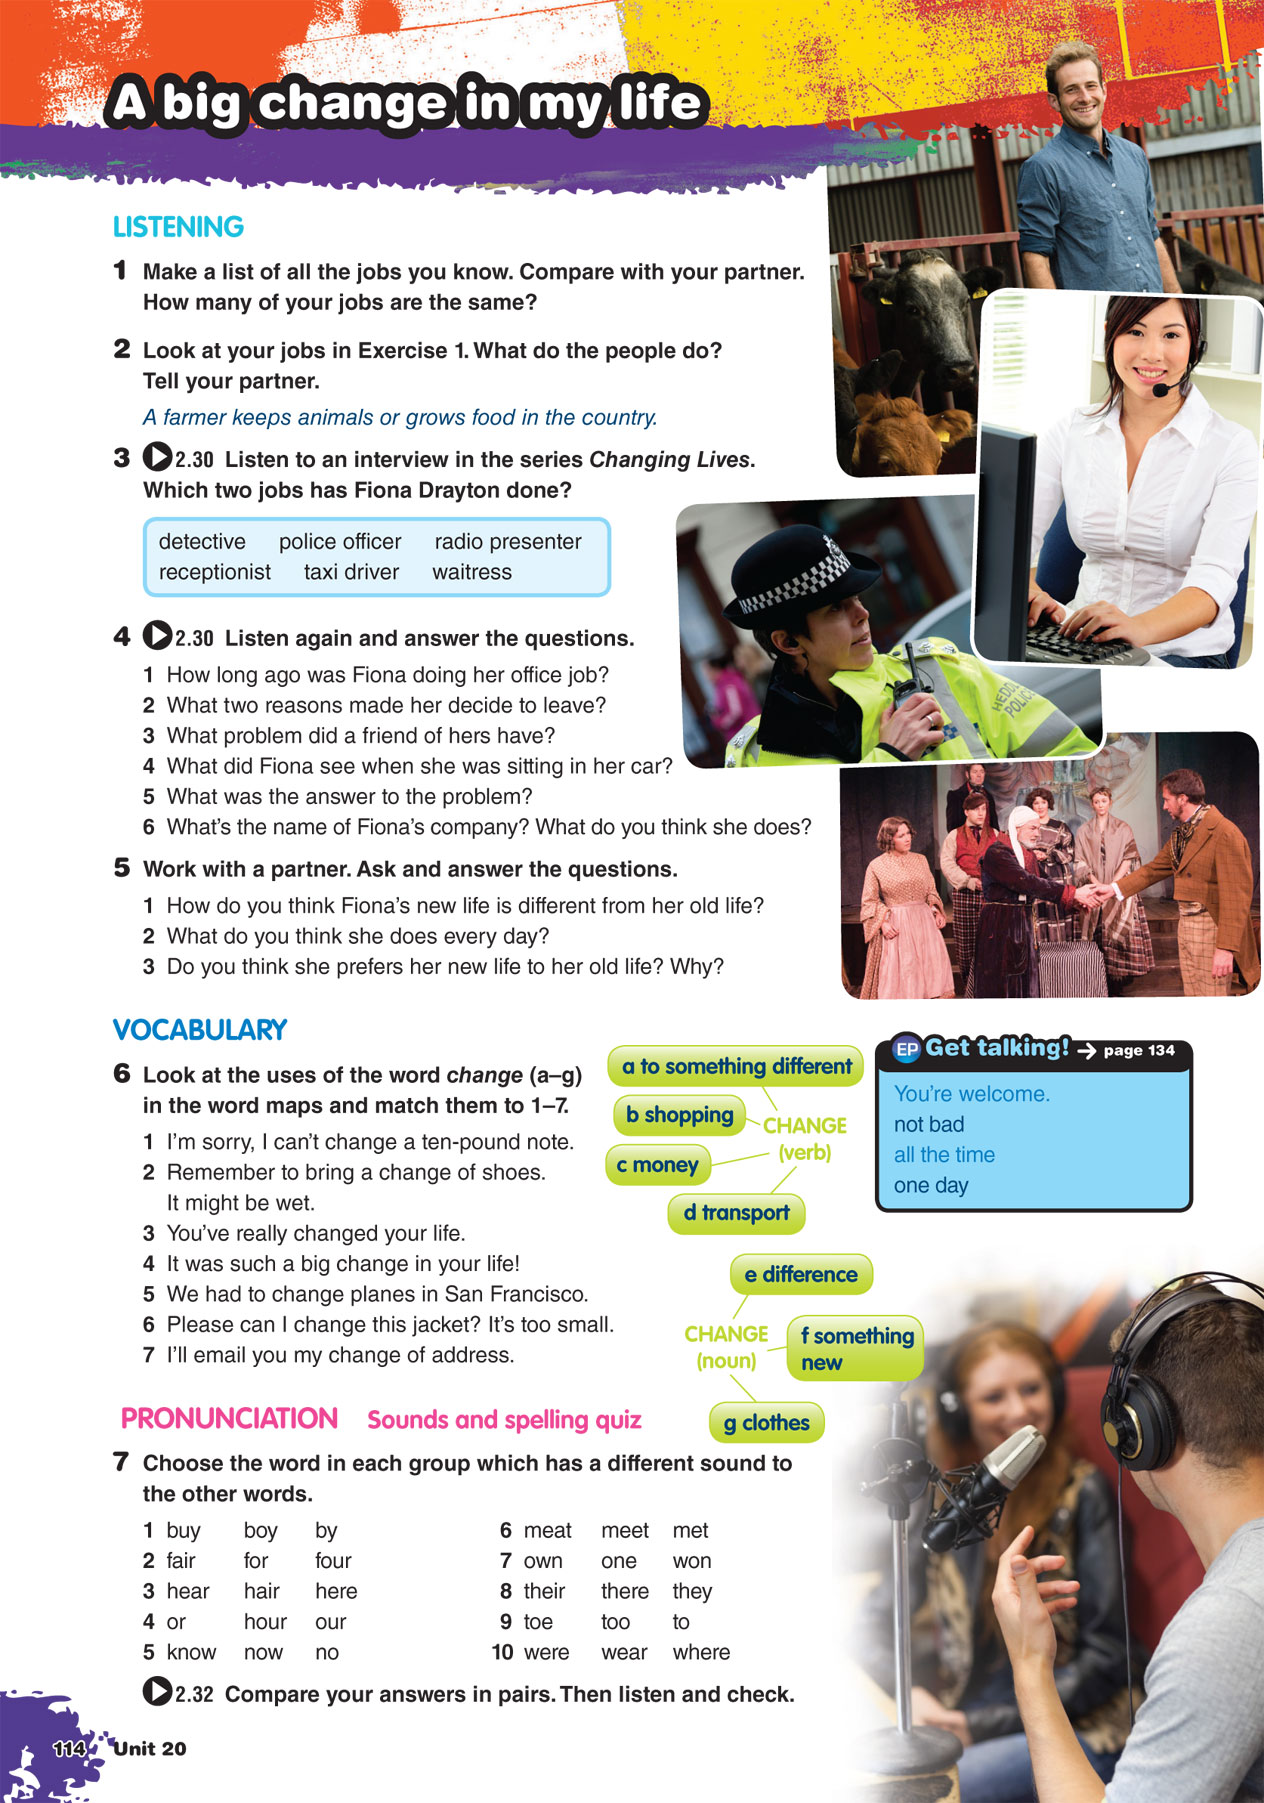 A big change in my life
LISTENING
1 Make a list of all the jobs you know. Compare with your partner.
How many of your jobs are the same?
2 Look at your jobs in Exercise 1. What do the people do?
Tell your partner.
A farmer keeps animals or grows food in the country.
3 2.30 Listen to an interview in the series Changing Lives.
Which two jobs has Fiona Drayton done?
detective police officer radio presenter
receptionist taxi driver waitress
4 2.30 Listen again and answer the questions.
1 How long ago was Fiona doing her office job?
2 What two reasons made her decide to leave?
3 What problem did a friend of hers have?
4 What did Fiona see when she was sitting in her car?
5 What was the answer to the problem?
6 What's the name of Fiona's company? What do you think she does?
5 Work with a partner. Ask and answer the questions.
1 How do you think Fiona's new life is different from her old life?
2 What do you think she does every day?
3 Do you think she prefers her new life to her old life? Why?
VOCABULARY
6 Look at the uses of the word change (a–g)
in the word maps and match them to 1–7.
1 I'm sorry, I can't change a ten-pound note.
2 Remember to bring a change of shoes.
It might be wet.
3 You've really changed your life.
4 It was such a big change in your life!
5 We had to change planes in San Francisco.
6 Please can I change this jacket? It's too small.
7 I'll email you my change of address.
a to something different
b shopping
CHANGE
(verb)
c money
d transport
e difference
CHANGE
(noun)
f something
new
g clothes
EP Get talking! → page 134
You're welcome.
not bad
all the time
one day
PRONUNCIATION Sounds and spelling quiz
7 Choose the word in each group which has a different sound to
the other words.
1 buy boy by
2 fair for four
3 hear hair here
4 or hour our
5 know now no
6 meat meet met
7 own one won
8 their there they
9 toe too to
10 were wear where
2.32 Compare your answers in pairs. Then listen and check.
114 Unit 20